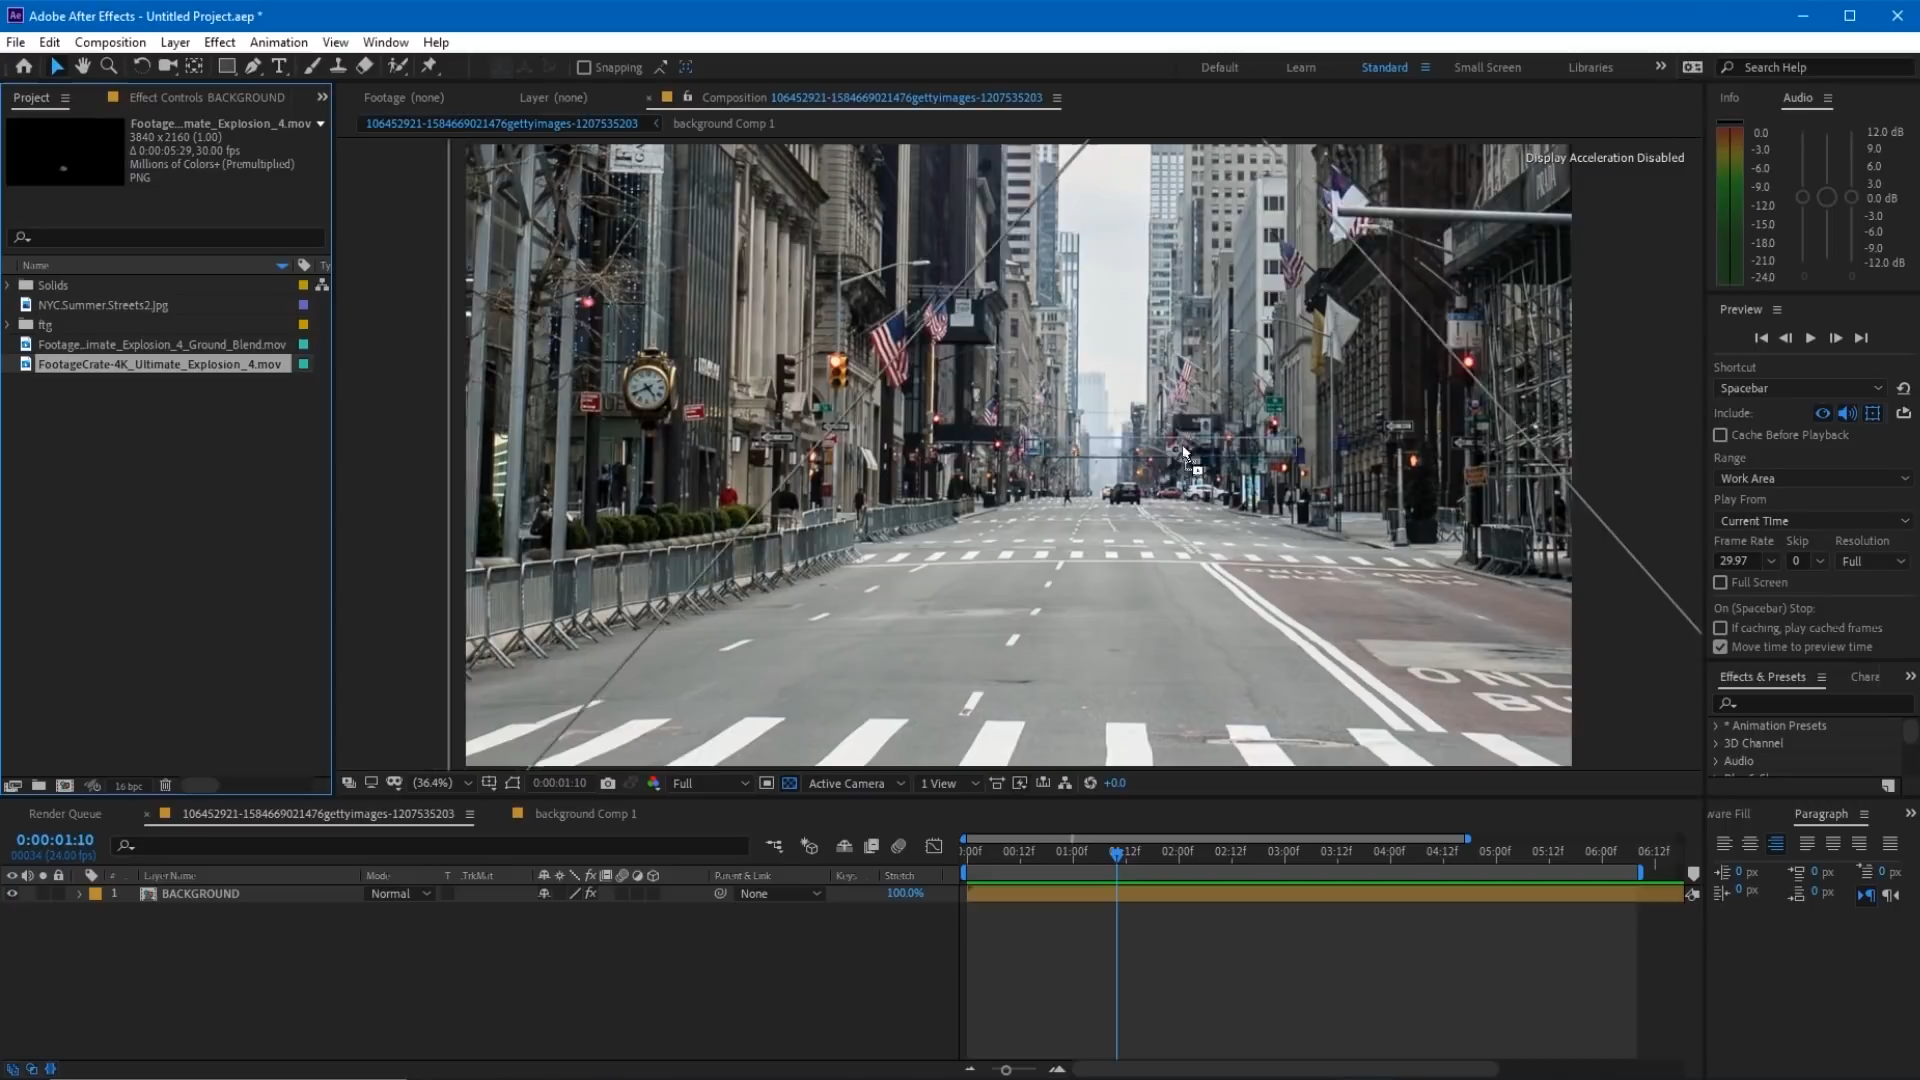 Adobe After Effects - Untitled Project.aep *
File Edit Composition Layer Effect Animation View Window Help
Snapping
Default Learn Standard Small Screen Libraries Search Help
Project Effect Controls BACKGROUND
Footage (none) Layer (none) Composition 106452921-1584669021476gettyimages-1207535203
106452921-1584669021476gettyimages-1207535203 background Comp 1
Footage...mate_Explosion_4.mov
3840 x 2160 (1.00)
Δ 0:00:05:29, 30.00 fps
Millions of Colors+ (Premultiplied)
PNG
Name Ty
Solids
NYC.Summer.Streets2.jpg
ftg
Footage...imate_Explosion_4_Ground_Blend.mov
FootageCrate-4K_Ultimate_Explosion_4.mov
16 bpc
Display Acceleration Disabled
ONLY
BUS
(36.4%) 0:00:01:10 Full Active Camera 1 View +0.0
Info Audio
0.0
-3.0
-6.0
-9.0
-12.0
-15.0
-18.0
-21.0
-24.0
12.0 dB
9.0
6.0
3.0
0.0 dB
-3.0
-6.0
-9.0
-12.0 dB
0 0
Preview
Shortcut
Spacebar
Include:
Cache Before Playback
Range
Work Area
Play From
Current Time
Frame Rate Skip Resolution
29.97 0 Full
Full Screen
On (Spacebar) Stop:
If caching, play cached frames
Move time to preview time
Effects & Presets Chara
* Animation Presets
3D Channel
Audio
Render Queue 106452921-1584669021476gettyimages-1207535203 background Comp 1
0:00:01:10
00034 (24.00 fps)
# Layer Name Mode T .TrkMat Parent & Link Keys Stretch
1 BACKGROUND Normal None 100.0%
):00f 00:12f 01:00f 01:12f 02:00f 02:12f 03:00f 03:12f 04:00f 04:12f 05:00f 05:12f 06:00f 06:12f
ware Fill Paragraph
0 px 0 px 0 px
0 px 0 px